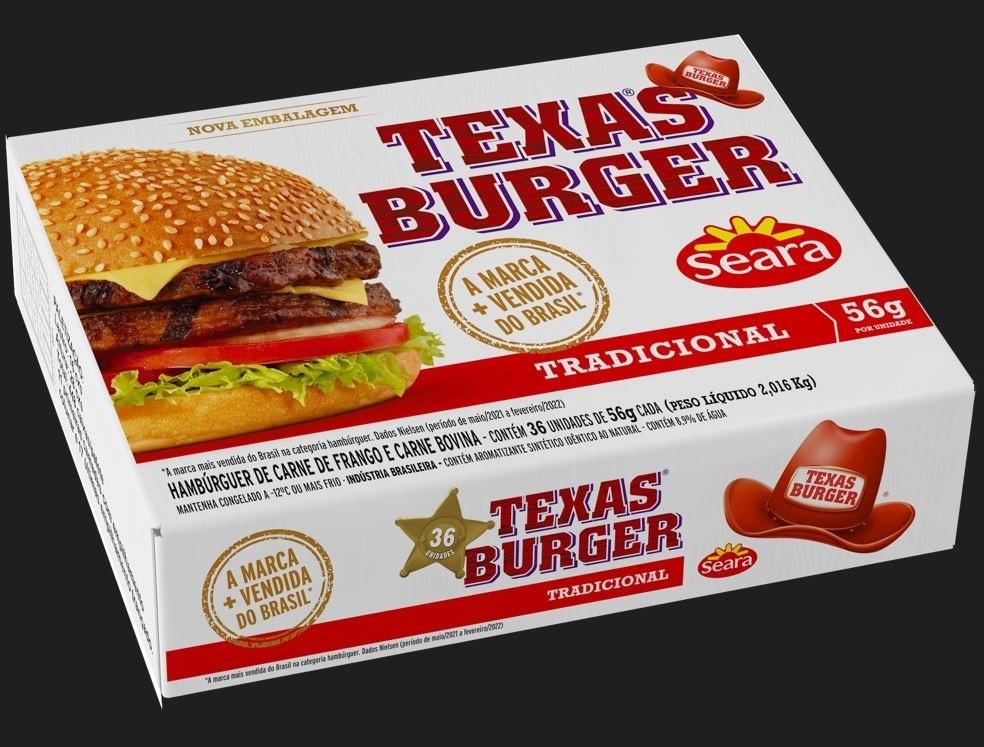 NOVA EMBALAGEM
TEXAS®
BURGER
TEXAS
BURGER
A MARCA
+ VENDIDA
DO BRASIL*
Seara
TRADICIONAL
56g
POR UNIDADE
*A marca mais vendida do Brasil na categoria hambúrguer. Dados Nielsen (período de maio/2021 a fevereiro/2022)
HAMBÚRGUER DE CARNE DE FRANGO E CARNE BOVINA - CONTÉM 36 UNIDADES DE 56g CADA (PESO LÍQUIDO 2,016 Kg)
MANTENHA CONGELADO A -12°C OU MAIS FRIO - INDÚSTRIA BRASILEIRA - CONTÉM AROMATIZANTE SINTÉTICO IDÊNTICO AO NATURAL - CONTÉM 8,9% DE ÁGUA
A MARCA
+ VENDIDA
DO BRASIL*
36
UNIDADES
TEXAS®
BURGER
TRADICIONAL
Seara
TEXAS
BURGER®
*A marca mais vendida do Brasil na categoria hambúrguer. Dados Nielsen (período de maio/2021 a fevereiro/2022)